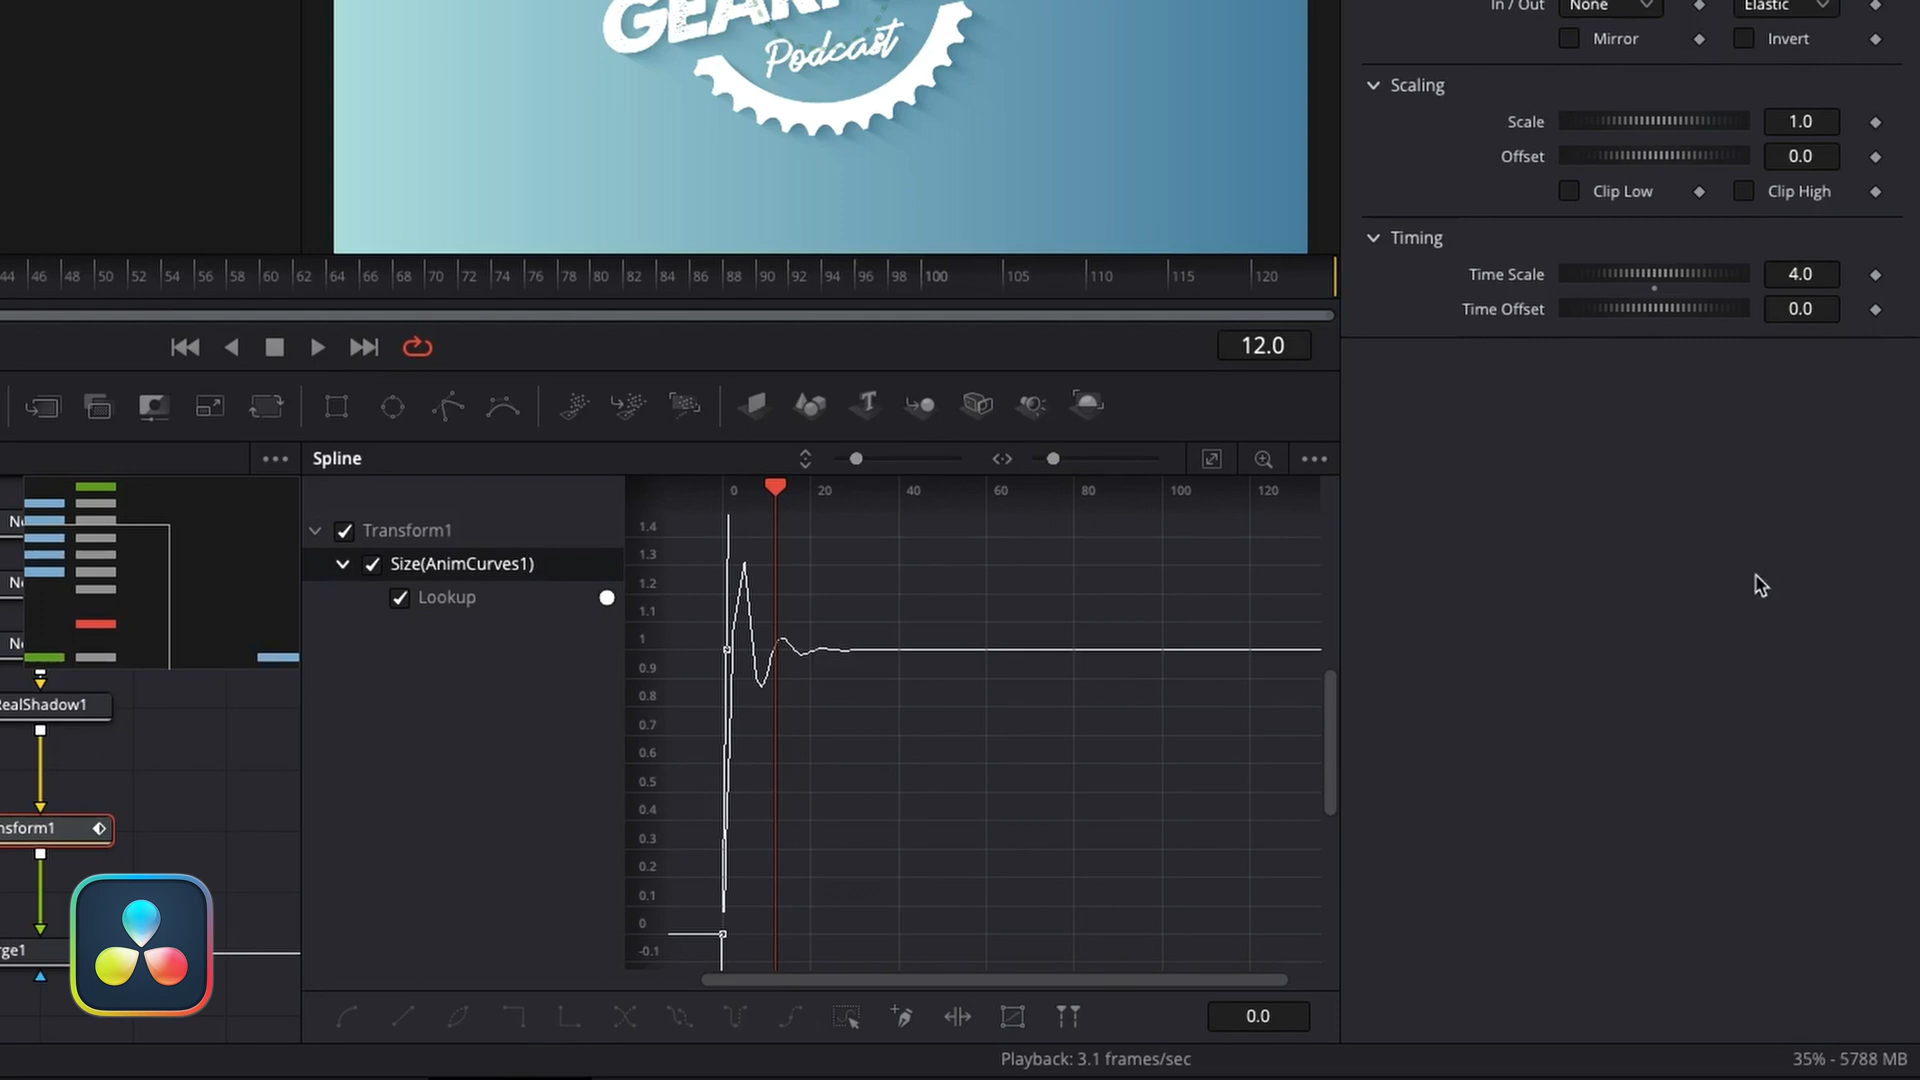 In / Out None Elastic
Mirror Invert
GEAR
Podcast
Scaling
Scale 1.0
Offset 0.0
Clip Low Clip High
Timing
Time Scale 4.0
Time Offset 0.0
44 46 48 50 52 54 56 58 60 62 64 66 68 70 72 74 76 78 80 82 84 86 88 90 92 94 96 98 100 105 110 115 120
12.0
Spline
0 20 40 60 80 100 120
Transform1
Size(AnimCurves1)
Lookup
1.4
1.3
1.2
1.1
1
0.9
0.8
0.7
0.6
0.5
0.4
0.3
0.2
0.1
0
-0.1
No
No
No
RealShadow1
nsform1
rge1
0.0
Playback: 3.1 frames/sec
35% - 5788 MB